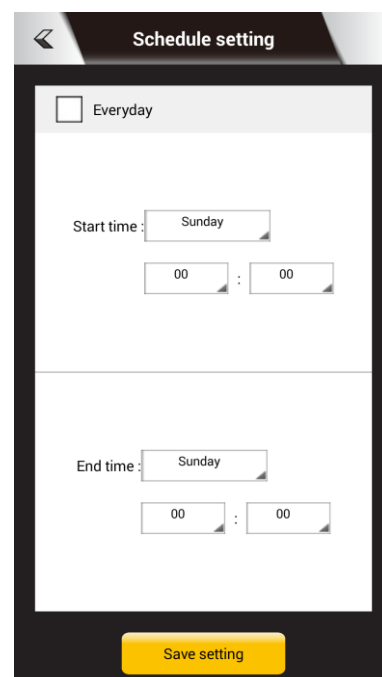 Schedule setting
Everyday
Start time : Sunday
00 : 00
End time : Sunday
00 : 00
Save setting